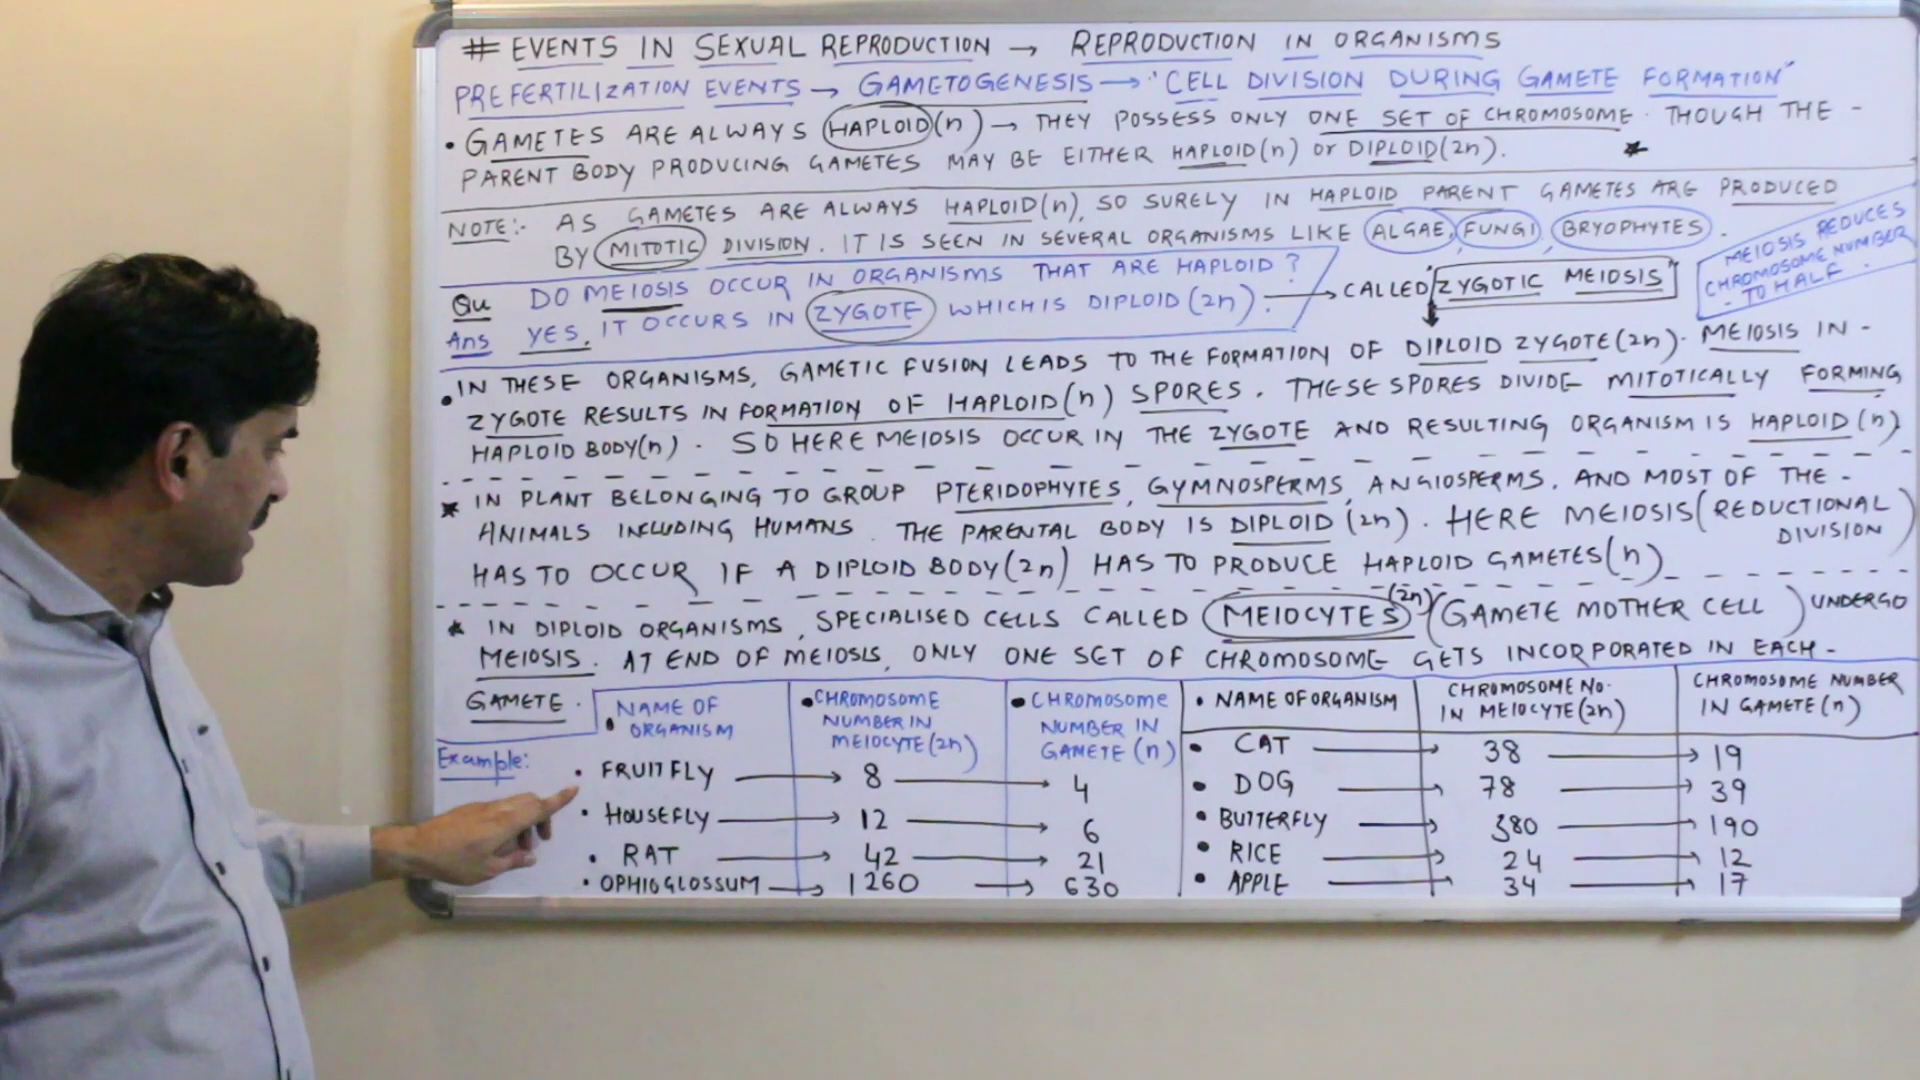 # EVENTS IN SEXUAL REPRODUCTION → REPRODUCTION IN ORGANISMS
PREFERTILIZATION EVENTS → GAMETOGENESIS → "CELL DIVISION DURING GAMETE FORMATION"
• GAMETES ARE ALWAYS HAPLOID (n) → THEY POSSESS ONLY ONE SET OF CHROMOSOME. THOUGH THE -
PARENT BODY PRODUCING GAMETES MAY BE EITHER HAPLOID(n) or DIPLOID(2n). ★
NOTE:- AS GAMETES ARE ALWAYS HAPLOID(n), SO SURELY IN HAPLOID PARENT GAMETES ARE PRODUCED
BY MITOTIC DIVISION. IT IS SEEN IN SEVERAL ORGANISMS LIKE ALGAE, FUNGI, BRYOPHYTES.
MEIOSIS REDUCES
CHROMOSOME NUMBER
- TO HALF.
Qu DO MEIOSIS OCCUR IN ORGANISMS THAT ARE HAPLOID?
Ans YES, IT OCCURS IN ZYGOTE WHICH IS DIPLOID (2n). → CALLED "ZYGOTIC MEIOSIS"
• IN THESE ORGANISMS, GAMETIC FUSION LEADS TO THE FORMATION OF DIPLOID ZYGOTE(2n). MEIOSIS IN -
ZYGOTE RESULTS IN FORMATION OF HAPLOID(n) SPORES. THESE SPORES DIVIDE MITOTICALLY FORMING
HAPLOID BODY(n). SO HERE MEIOSIS OCCUR IN THE ZYGOTE AND RESULTING ORGANISM IS HAPLOID(n)
★ IN PLANT BELONGING TO GROUP PTERIDOPHYTES, GYMNOSPERMS, ANGIOSPERMS, AND MOST OF THE -
ANIMALS INCLUDING HUMANS. THE PARENTAL BODY IS DIPLOID (2n). HERE MEIOSIS (REDUCTIONAL
DIVISION)
HAS TO OCCUR IF A DIPLOID BODY(2n) HAS TO PRODUCE HAPLOID GAMETES(n)
★ IN DIPLOID ORGANISMS, SPECIALISED CELLS CALLED MEIOCYTES (2n) (GAMETE MOTHER CELL) UNDERGO
MEIOSIS. AT END OF MEIOSIS, ONLY ONE SET OF CHROMOSOME GETS INCORPORATED IN EACH -
GAMETE.
Example:
• NAME OF ORGANISM • CHROMOSOME NUMBER IN MEIOCYTE(2n) • CHROMOSOME NUMBER IN GAMETE (n)
• FRUIT FLY → 8 → 4
• HOUSEFLY → 12 → 6
• RAT → 42 → 21
• OPHIOGLOSSUM → 1260 → 630
• NAME OF ORGANISM CHROMOSOME NO. IN MEIOCYTE(2n) CHROMOSOME NUMBER IN GAMETE(n)
• CAT → 38 → 19
• DOG → 78 → 39
• BUTTERFLY → 380 → 190
• RICE → 24 → 12
• APPLE → 34 → 17